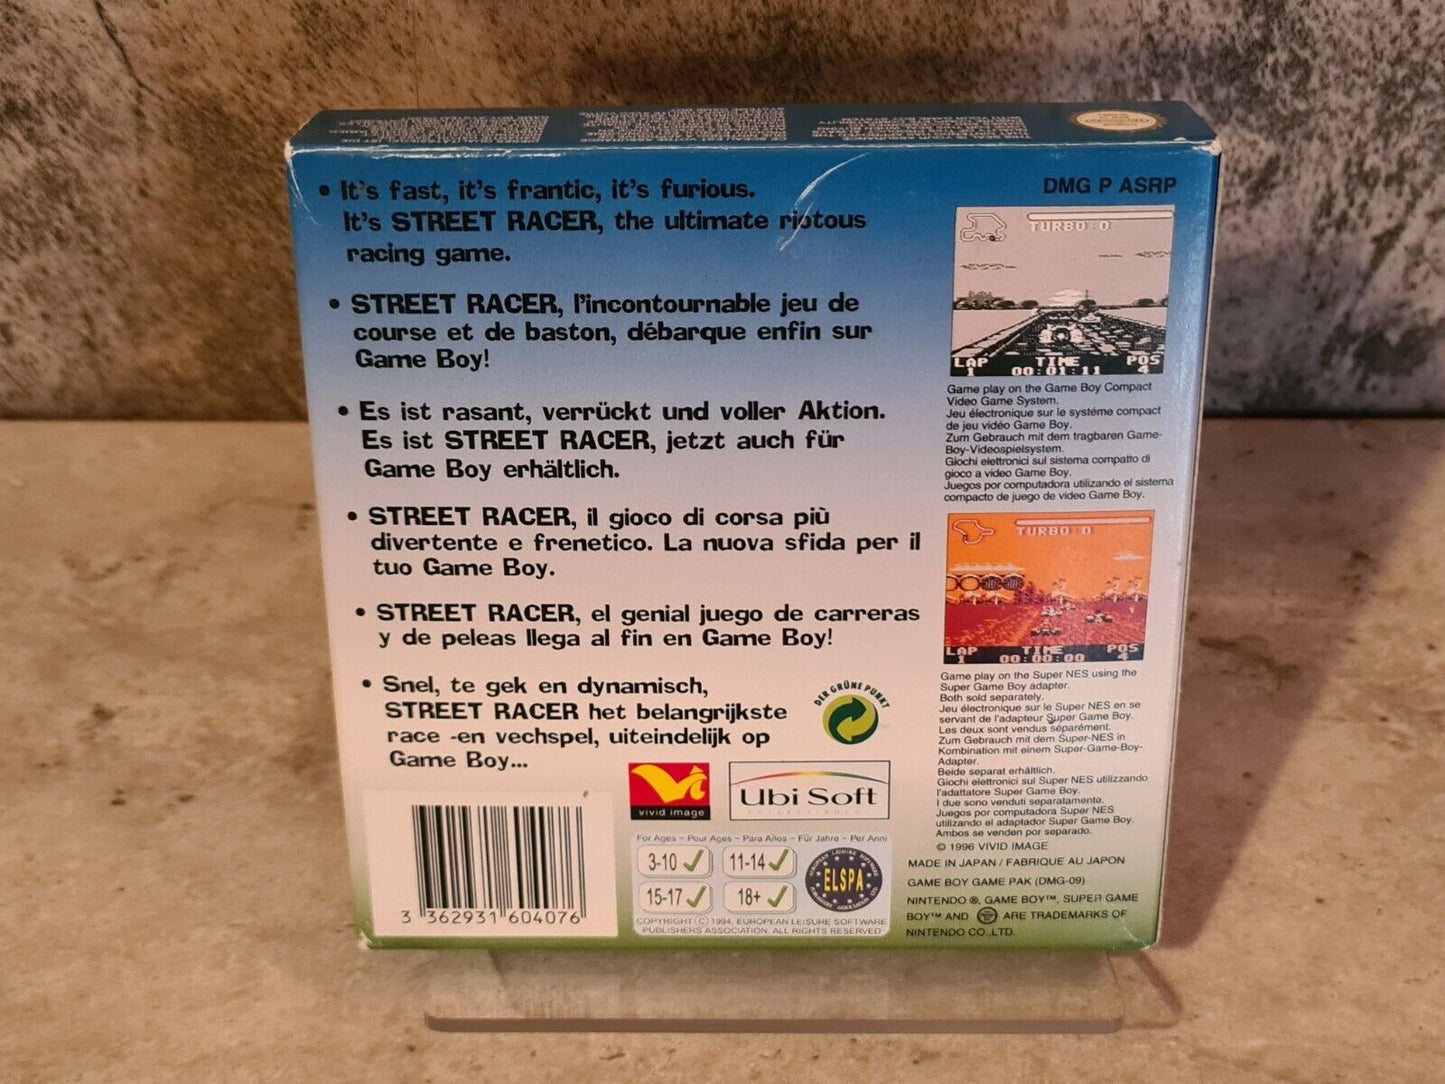 • It's fast, it's frantic, it's furious.
It's STREET RACER, the ultimate riotous
racing game.
• STREET RACER, l'incontournable jeu de
course et de baston, débarque enfin sur
Game Boy!
• Es ist rasant, verrückt und voller Aktion.
Es ist STREET RACER, jetzt auch für
Game Boy erhältlich.
• STREET RACER, il gioco di corsa più
divertente e frenetico. La nuova sfida per il
tuo Game Boy.
• STREET RACER, el genial juego de carreras
y de peleas llega al fin en Game Boy!
• Snel, te gek en dynamisch,
STREET RACER het belangrijkste
race -en vechspel, uiteindelijk op
Game Boy...
DER GRÜNE PUNKT
vivid image
Ubi Soft
ENTERTAINMENT
3 362931 604076
For Ages ~ Pour Ages ~ Para Años ~ Für Jahre ~ Per Anni
3-10 11-14
15-17 18+
ELSPA
EUROPEAN LEISURE SOFTWARE PUBLISHERS ASSOCIATION LTD.
COPYRIGHT © 1994, EUROPEAN LEISURE SOFTWARE
PUBLISHERS ASSOCIATION. ALL RIGHTS RESERVED
DMG P ASRP
TURBO:0
LAP TIME POS
1 00:01:11 4
Game play on the Game Boy Compact
Video Game System.
Jeu électronique sur le systéme compact
de jeu vidéo Game Boy.
Zum Gebrauch mit dem tragbaren Game-
Boy-Videospielsystem.
Giochi elettronici sul sistema compatto di
gioco a video Game Boy.
Juegos por computadora utilizando el sistema
compacto de juego de video Game Boy.
TURBO:0
LAP TIME POS
1 00:00:00 4
Game play on the Super NES using the
Super Game Boy adapter.
Both sold separately.
Jeu électronique sur le Super NES en se
servant de l'adapteur Super Game Boy.
Les deux sont vendus séparément.
Zum Gebrauch mit dem Super-NES in
Kombination mit einem Super-Game-Boy-
Adapter.
Beide separat erhältlich.
Giochi elettronici sul Super NES utilizzando
l'adattatore Super Game Boy.
I due sono venduti separatamente.
Juegos por computadora Super NES
utilizando el adaptador Super Game Boy.
Ambos se venden por separado.
© 1996 VIVID IMAGE
MADE IN JAPAN / FABRIQUE AU JAPON
GAME BOY GAME PAK (DMG-09)
NINTENDO ®, GAME BOY™, SUPER GAME
BOY™ AND ARE TRADEMARKS OF
NINTENDO CO.,LTD.